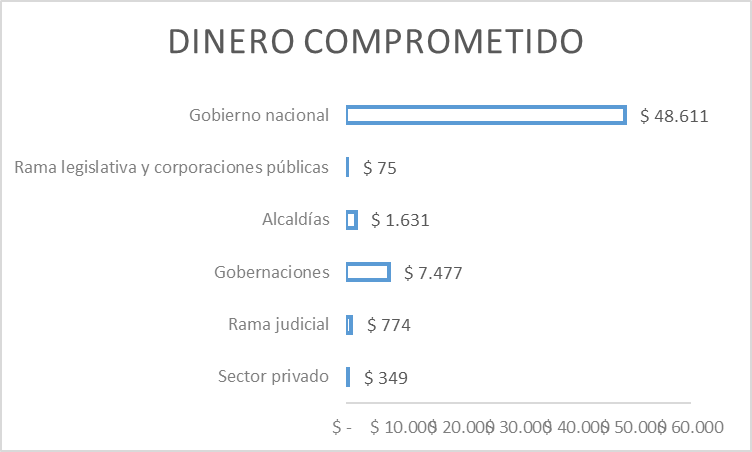 DINERO COMPROMETIDO
Gobierno nacional $ 48.611
Rama legislativa y corporaciones públicas $ 75
Alcaldías $ 1.631
Gobernaciones $ 7.477
Rama judicial $ 774
Sector privado $ 349
$ - $ 10.000 $ 20.000 $ 30.000 $ 40.000 $ 50.000 $ 60.000